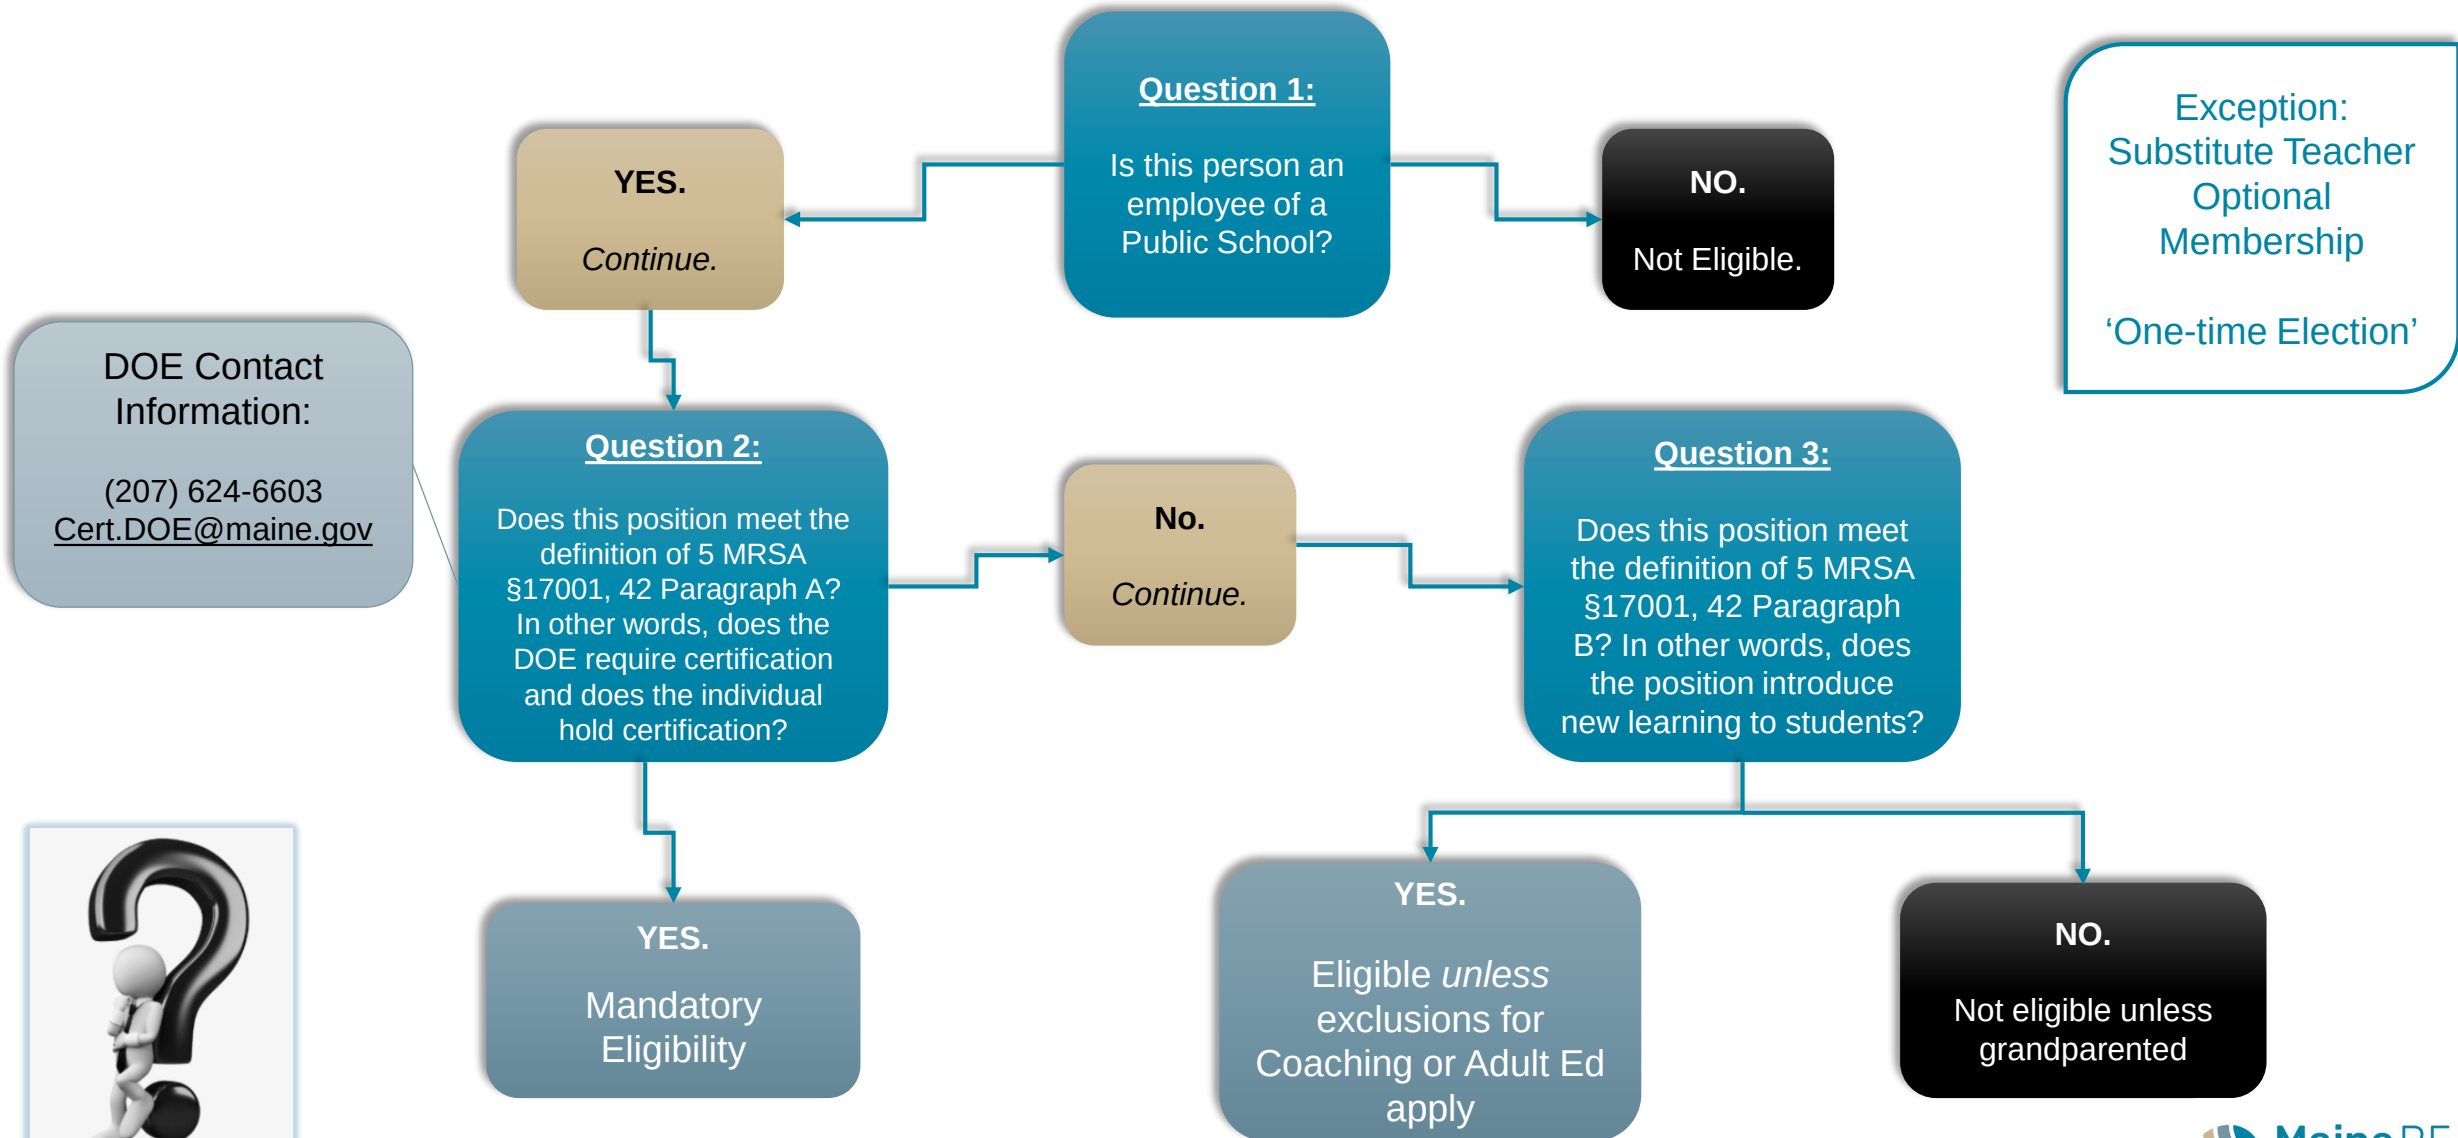 Question 1:
Is this person an
employee of a
Public School?
YES.
Continue.
NO.
Not Eligible.
Exception:
Substitute Teacher
Optional
Membership
‘One-time Election’
DOE Contact
Information:
(207) 624-6603
Cert.DOE@maine.gov
Question 2:
Does this position meet the
definition of 5 MRSA
§17001, 42 Paragraph A?
In other words, does the
DOE require certification
and does the individual
hold certification?
No.
Continue.
Question 3:
Does this position meet
the definition of 5 MRSA
§17001, 42 Paragraph
B? In other words, does
the position introduce
new learning to students?
YES.
Mandatory
Eligibility
YES.
Eligible unless
exclusions for
Coaching or Adult Ed
apply
NO.
Not eligible unless
grandparented
Maine